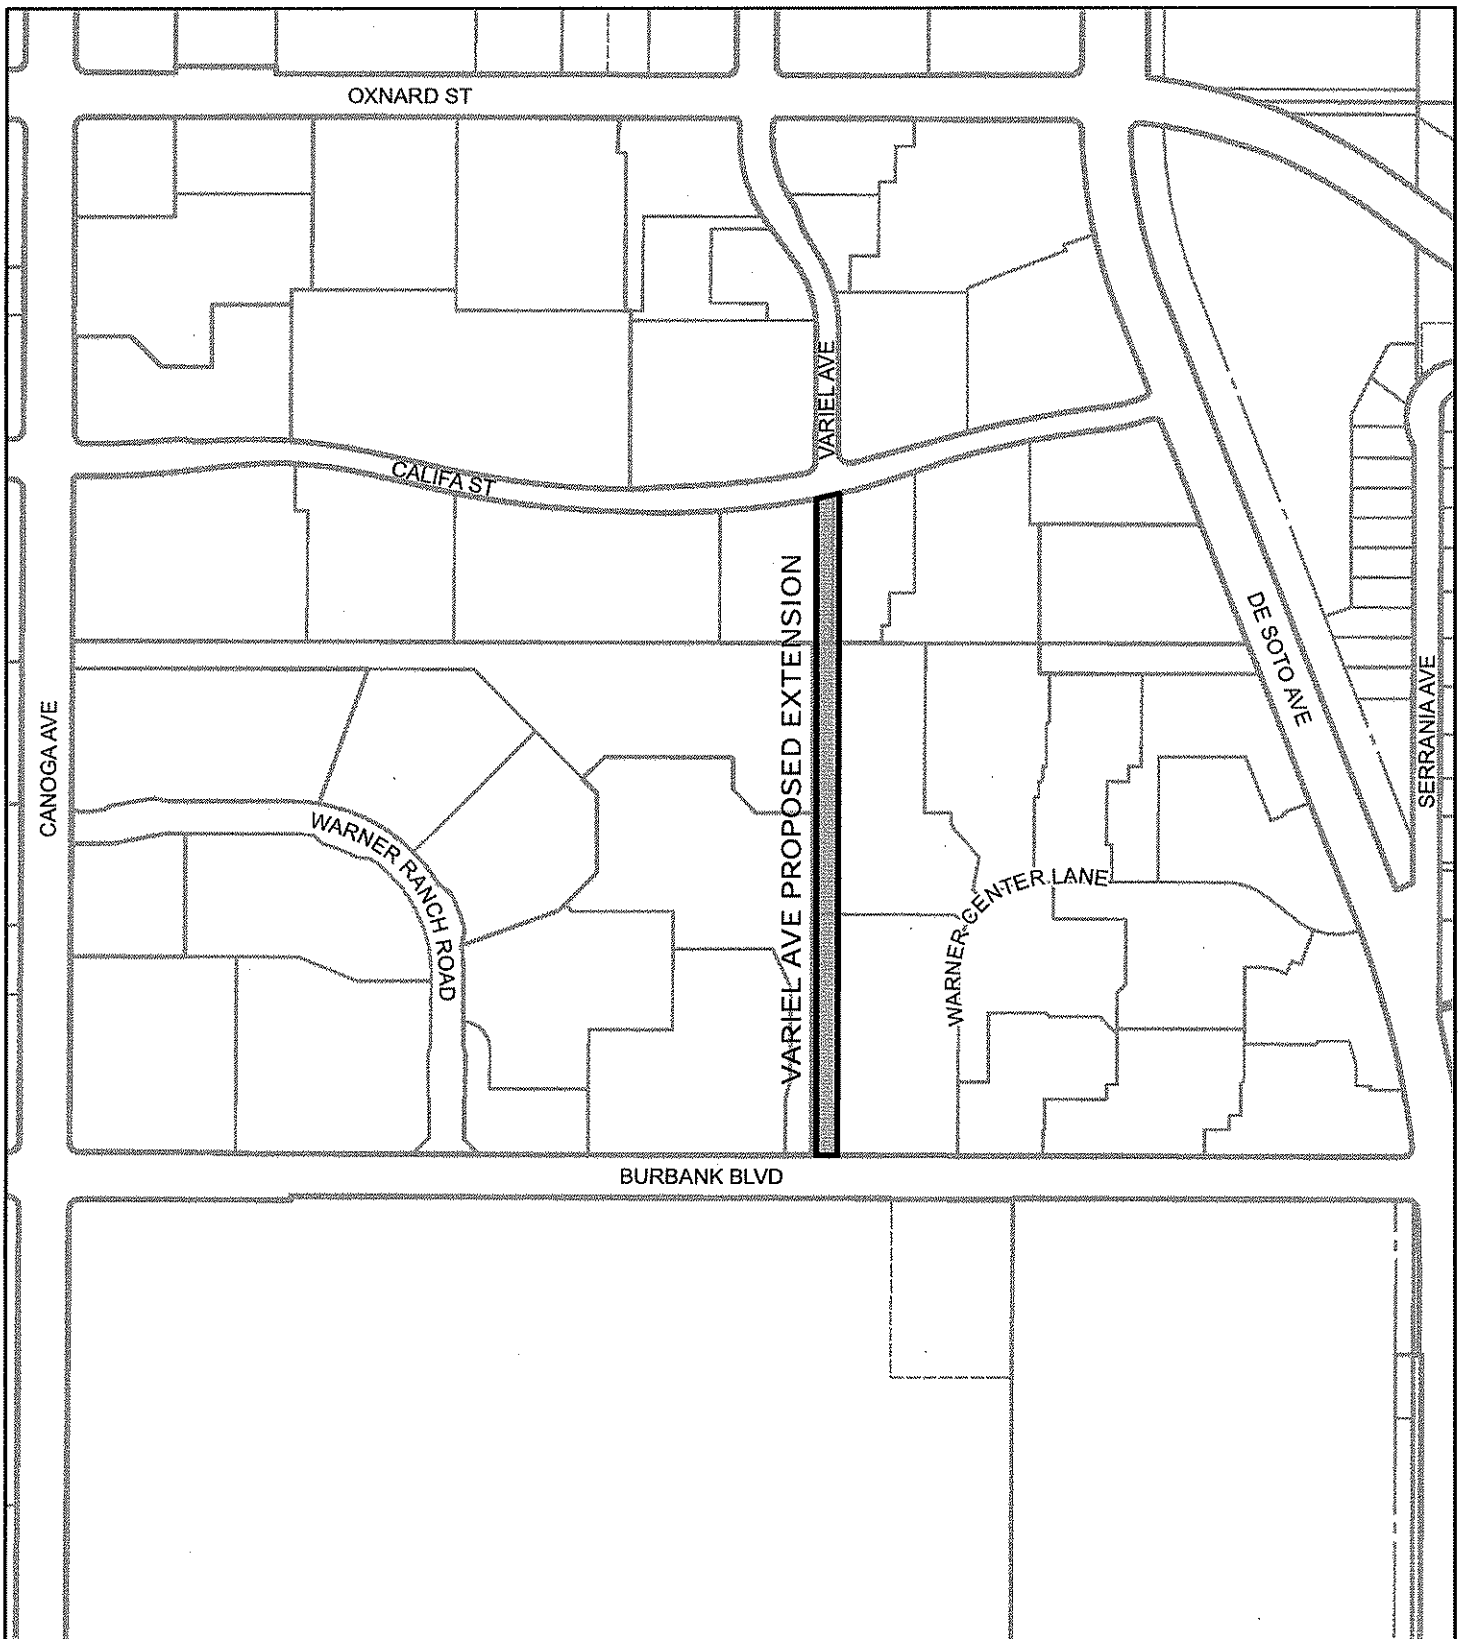 OXNARD ST
VARIEL AVE
CALIFA ST
VARIEL AVE PROPOSED EXTENSION
DE SOTO AVE
SERRANIA AVE
CANOGA AVE
WARNER RANCH ROAD
WARNER CENTER LANE
BURBANK BLVD